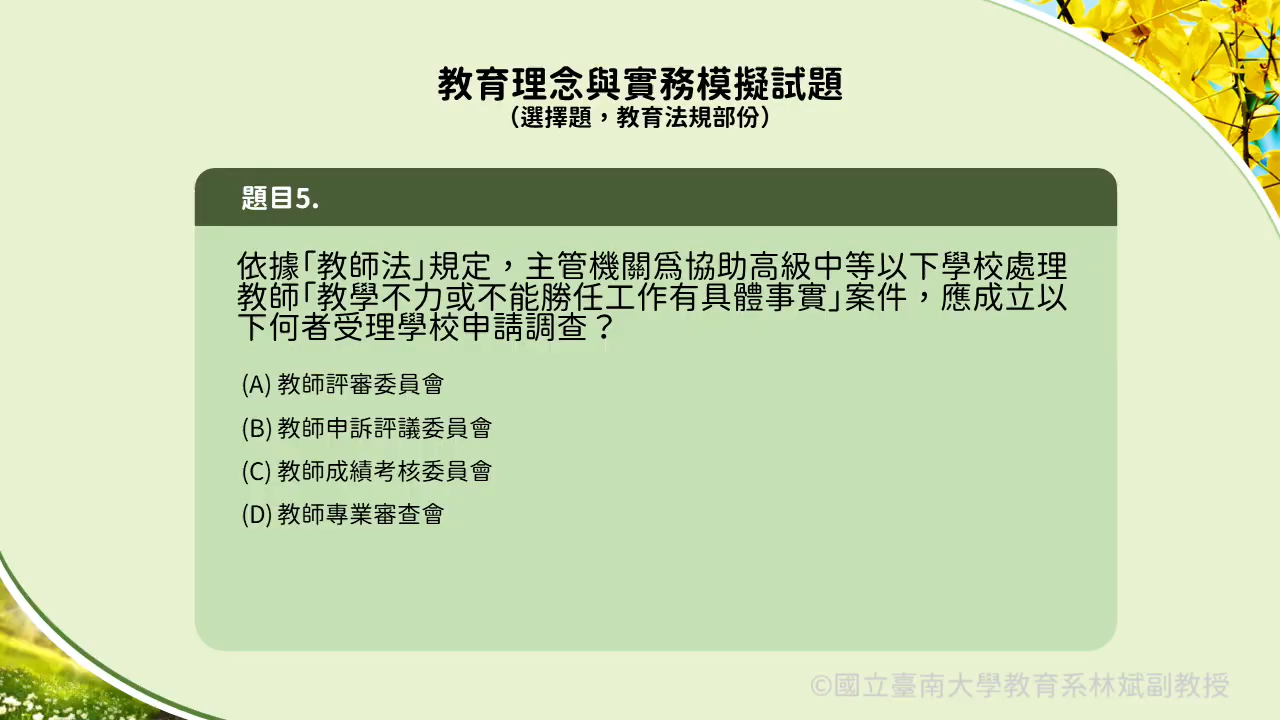 教育理念與實務模擬試題
（選擇題，教育法規部份）
題目5.
依據「教師法」規定，主管機關為協助高級中等以下學校處理
教師「教學不力或不能勝任工作有具體事實」案件，應成立以
下何者受理學校申請調查？
(A) 教師評審委員會
(B) 教師申訴評議委員會
(C) 教師成績考核委員會
(D) 教師專業審查會
©國立臺南大學教育系林斌副教授